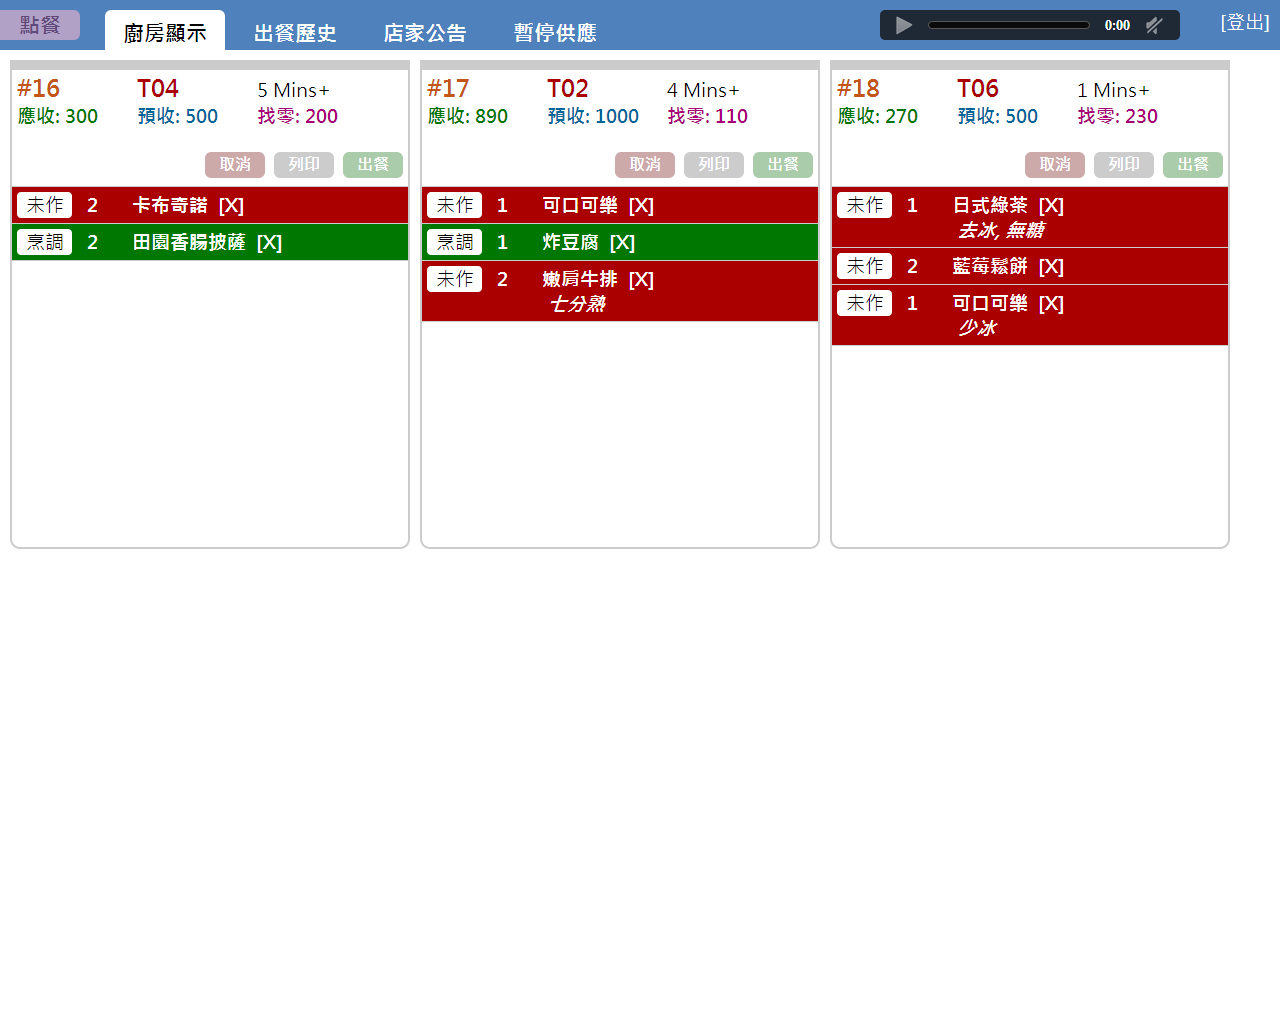 點餐 廚房顯示 出餐歷史 店家公告 暫停供應 0:00 [登出]
#16 T04 5 Mins+
應收: 300 預收: 500 找零: 200
取消 列印 出餐
未作 2 卡布奇諾 [X]
烹調 2 田園香腸披薩 [X]
#17 T02 4 Mins+
應收: 890 預收: 1000 找零: 110
取消 列印 出餐
未作 1 可口可樂 [X]
烹調 1 炸豆腐 [X]
未作 2 嫩肩牛排 [X]
七分熟
#18 T06 1 Mins+
應收: 270 預收: 500 找零: 230
取消 列印 出餐
未作 1 日式綠茶 [X]
去冰, 無糖
未作 2 藍莓鬆餅 [X]
未作 1 可口可樂 [X]
少冰